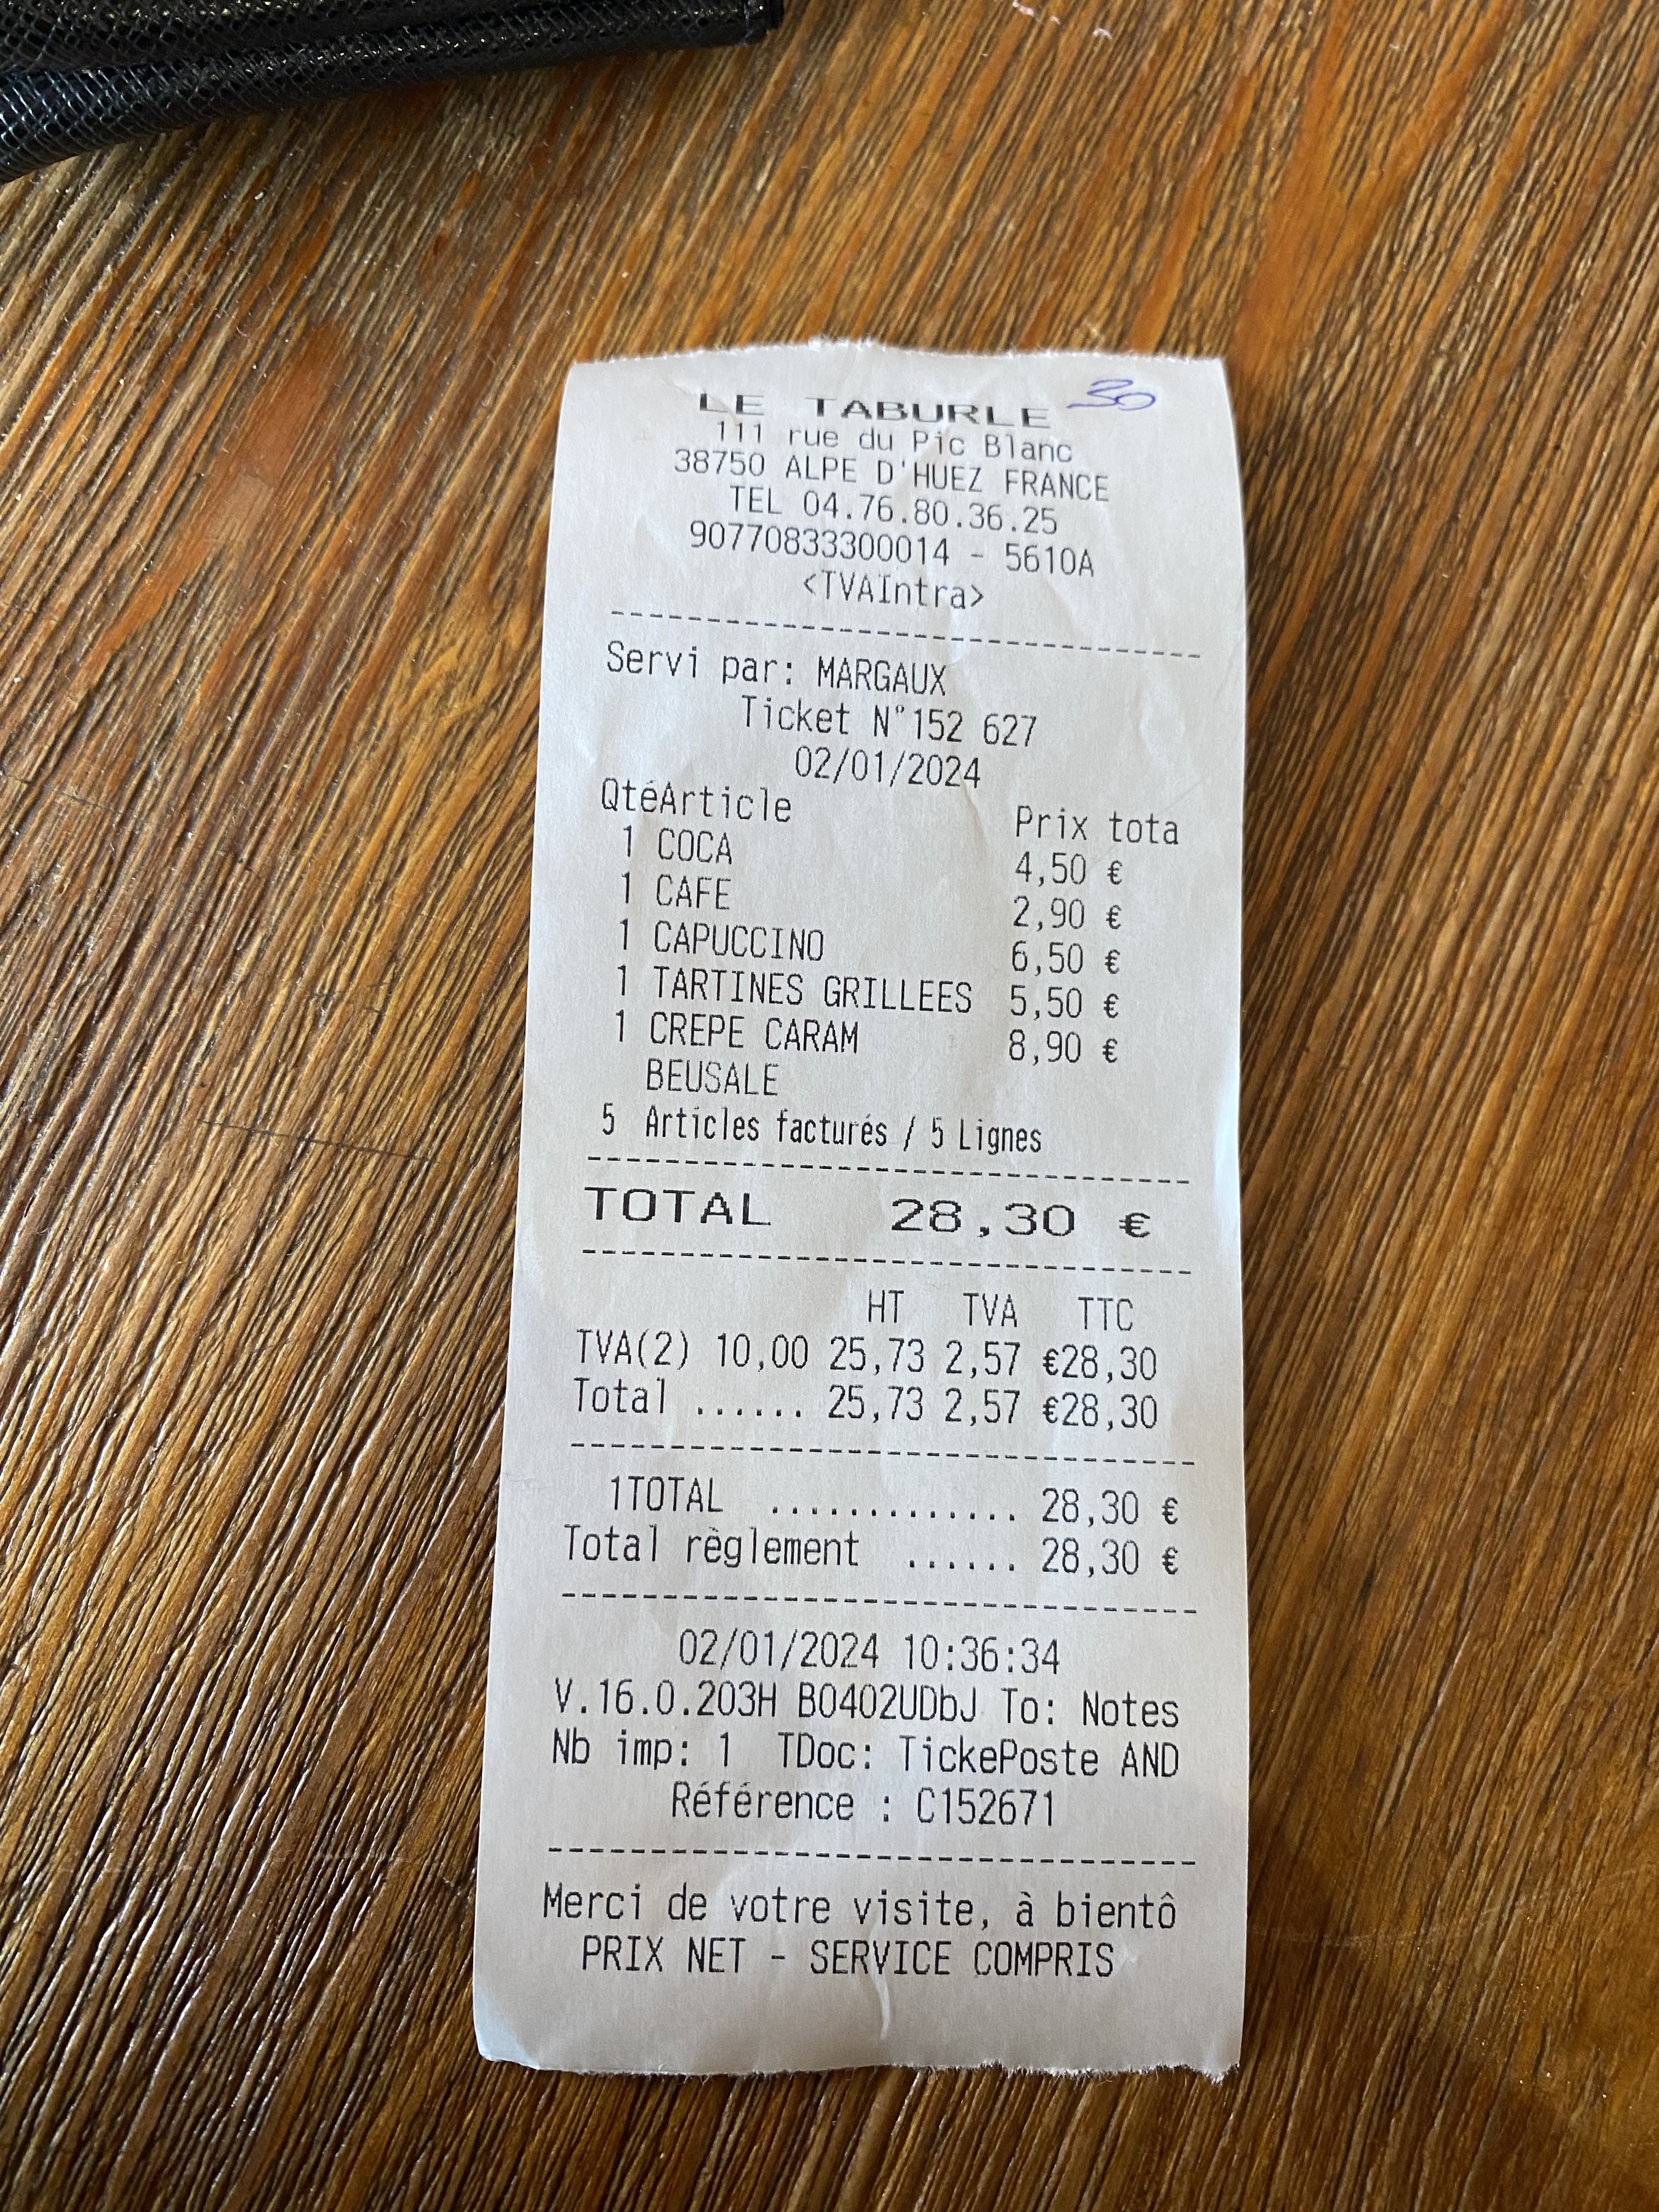 LE TABURLE 30
111 rue du Pic Blanc
38750 ALPE D'HUEZ FRANCE
TEL 04.76.80.36.25
90770833300014 - 5610A
<TVAIntra>
Servi par: MARGAUX
Ticket N°152 627
02/01/2024
QtéArticle Prix tota
1 COCA 4,50 €
1 CAFE 2,90 €
1 CAPUCCINO 6,50 €
1 TARTINES GRILLEES 5,50 €
1 CREPE CARAM 8,90 €
BEUSALE
5 Articles facturés / 5 Lignes
TOTAL 28,30 €
HT TVA TTC
TVA(2) 10,00 25,73 2,57 €28,30
Total ...... 25,73 2,57 €28,30
1TOTAL ............. 28,30 €
Total règlement ...... 28,30 €
02/01/2024 10:36:34
V.16.0.203H B0402UDbJ To: Notes
Nb imp: 1 TDoc: TickePoste AND
Référence : C152671
Merci de votre visite, à bientô
PRIX NET - SERVICE COMPRIS